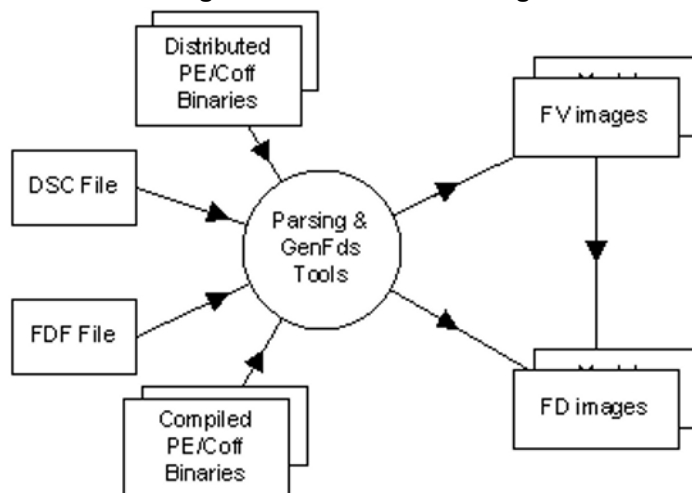 Distributed
PE/Coff
Binaries
FV images
DSC File
Parsing &
GenFds
Tools
FDF File
FD images
Compiled
PE/Coff
Binaries